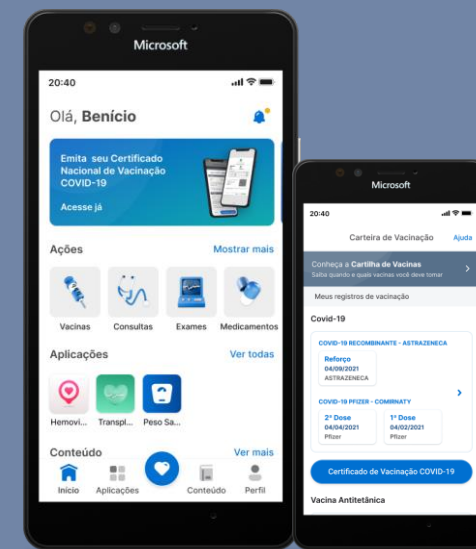 Microsoft
20:40
Olá, Benício
Emita seu Certificado
Nacional de Vacinação
COVID-19
Acesse já
Ações
Mostrar mais
Vacinas
Consultas
Exames
Medicamentos
Aplicações
Ver todas
Hemovi...
Transpl...
Peso Sa...
Conteúdo
Ver mais
Início
Aplicações
Conteúdo
Perfil
Microsoft
20:40
Carteira de Vacinação
Ajuda
Conheça a Cartilha de Vacinas
Saiba quando e quais vacinas você deve tomar
Meus registros de vacinação
Covid-19
COVID-19 RECOMBINANTE - ASTRAZENECA
Reforço
04/09/2021
ASTRAZENECA
COVID-19 PFIZER - COMIRNATY
2ª Dose
04/04/2021
Pfizer
1ª Dose
04/02/2021
Pfizer
Certificado de Vacinação COVID-19
Vacina Antitetânica